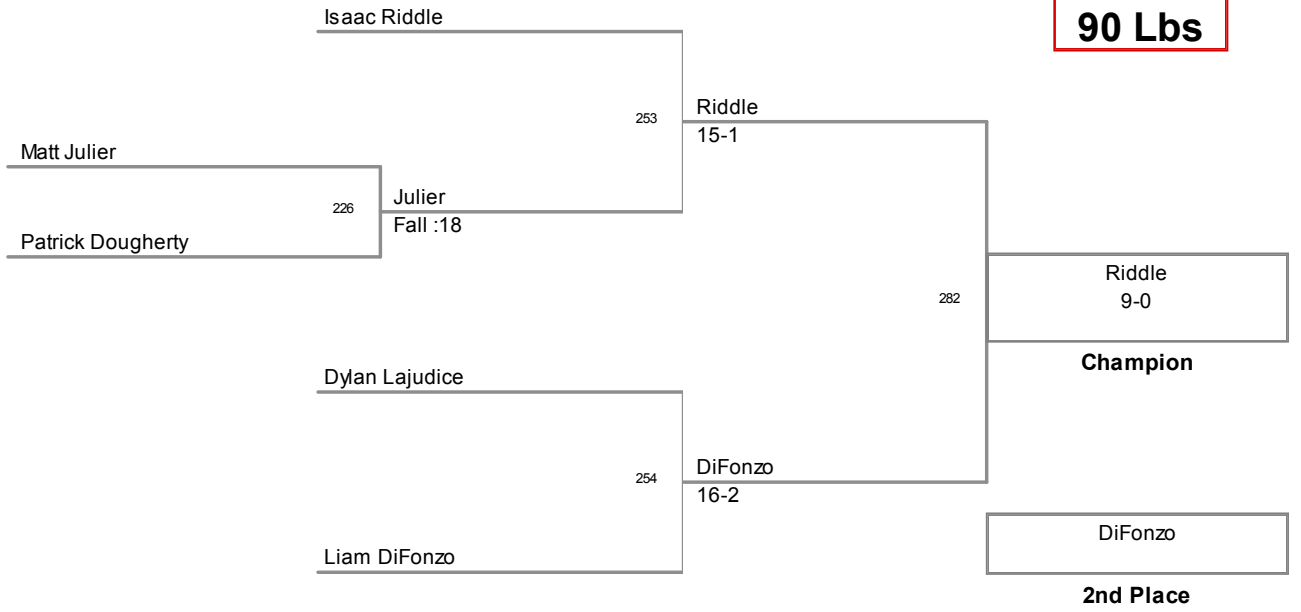 Isaac Riddle
90 Lbs
253
Riddle
15-1
Matt Julier
226
Julier
Fall :18
Patrick Dougherty
282
Riddle
9-0
Champion
Dylan Lajudice
254
DiFonzo
16-2
Liam DiFonzo
DiFonzo
2nd Place